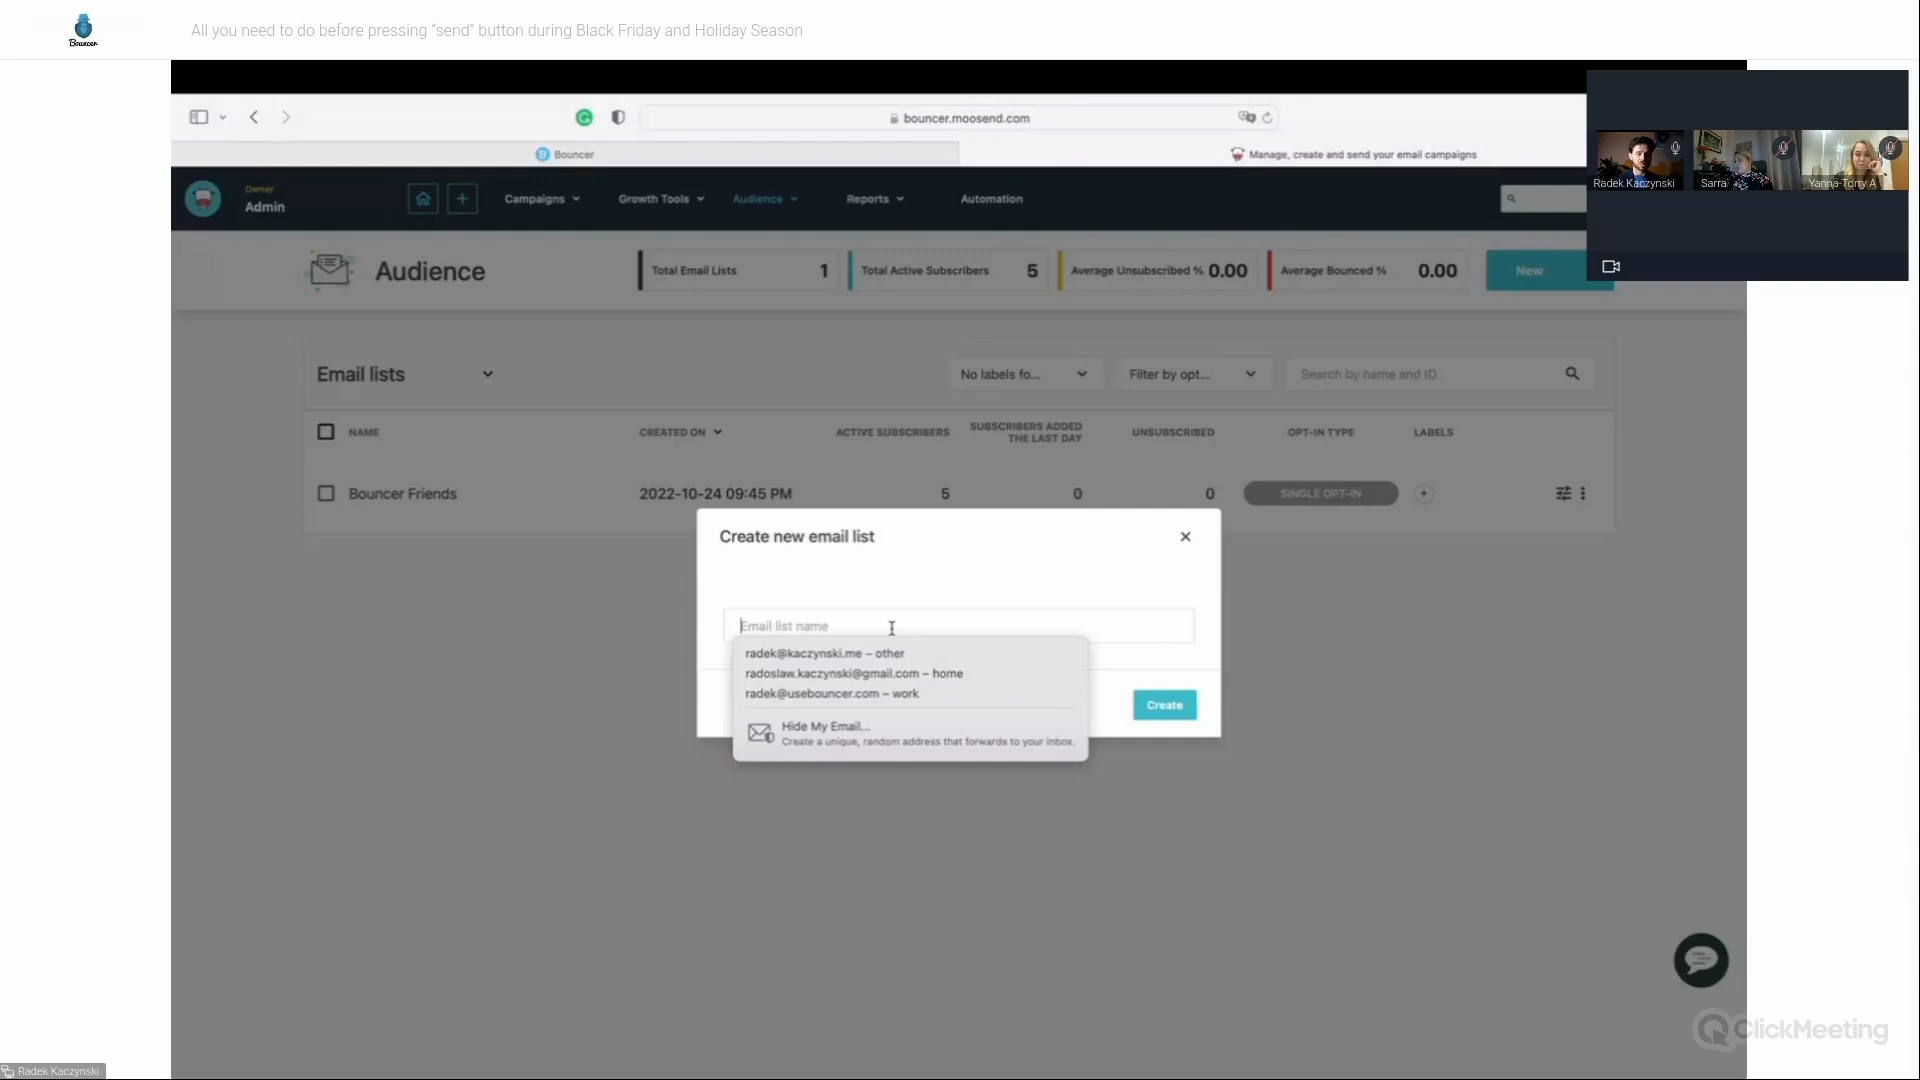 Bouncer
All you need to do before pressing “send” button during Black Friday and Holiday Season
bouncer.moosend.com
Bouncer
Manage, create and send your email campaigns
Radek Kaczynski
Sarra
Yanna-Torry A
Owner
Admin
Campaigns
Growth Tools
Audience
Reports
Automation
Audience
Total Email Lists 1
Total Active Subscribers 5
Average Unsubscribed % 0.00
Average Bounced % 0.00
New
Email lists
No labels fo...
Filter by opt...
Search by name and ID
NAME
CREATED ON
ACTIVE SUBSCRIBERS
SUBSCRIBERS ADDED
THE LAST DAY
UNSUBSCRIBED
OPT-IN TYPE
LABELS
Bouncer Friends
2022-10-24 09:45 PM
5
0
0
SINGLE OPT-IN
Create new email list
Email list name
radek@kaczynski.me – other
radoslaw.kaczynski@gmail.com – home
radek@usebouncer.com – work
Hide My Email...
Create a unique, random address that forwards to your inbox.
Create
ClickMeeting
Radek Kaczynski